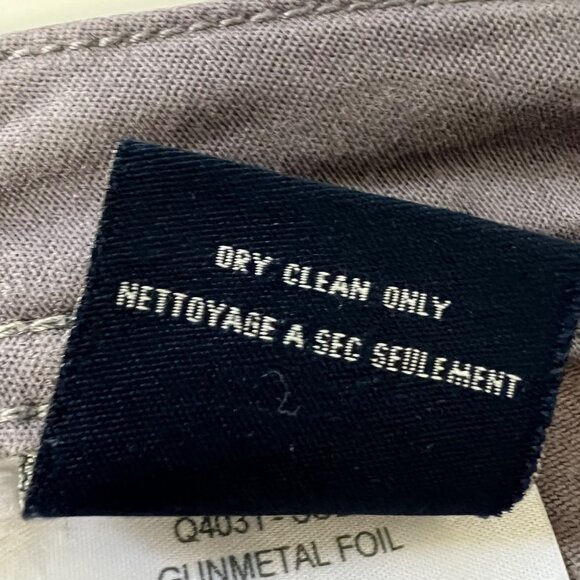 DRY CLEAN ONLY
NETTOYAGE A SEC SEULEMENT
GUNMETAL FOIL